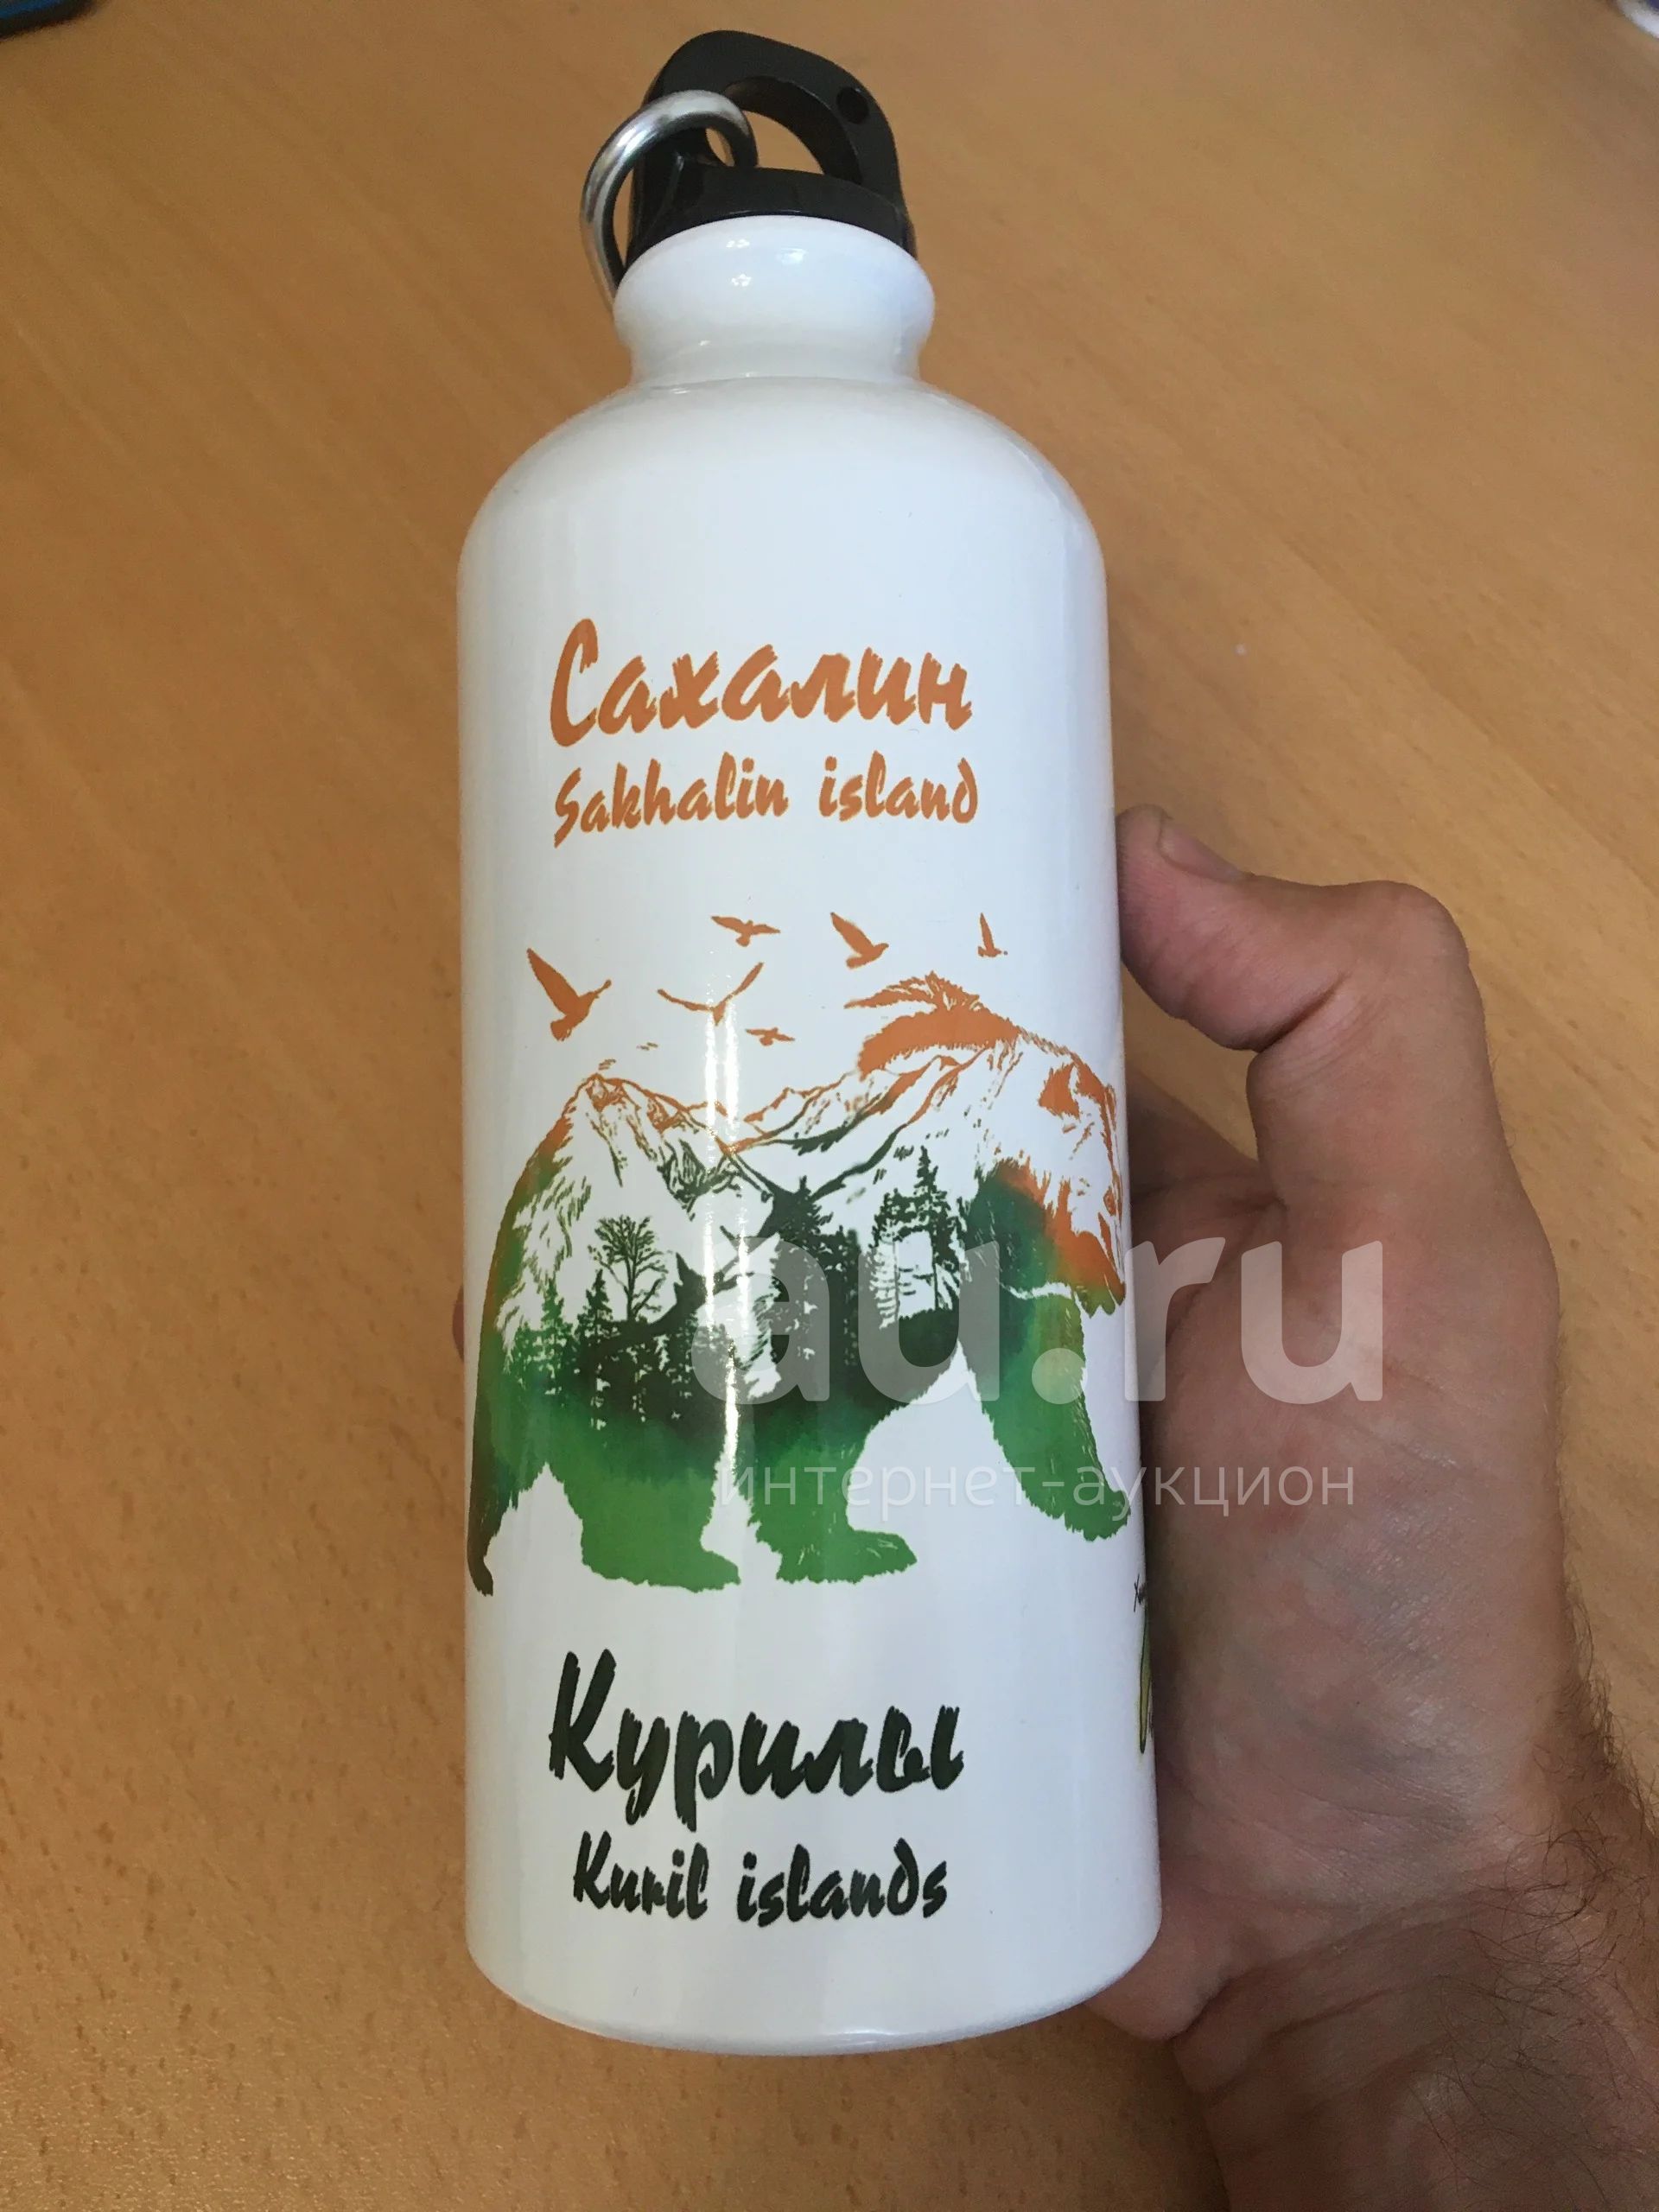 Сахалин
Sakhalin island
au.ru
интернет-аукцион
Курилы
Kuril islands